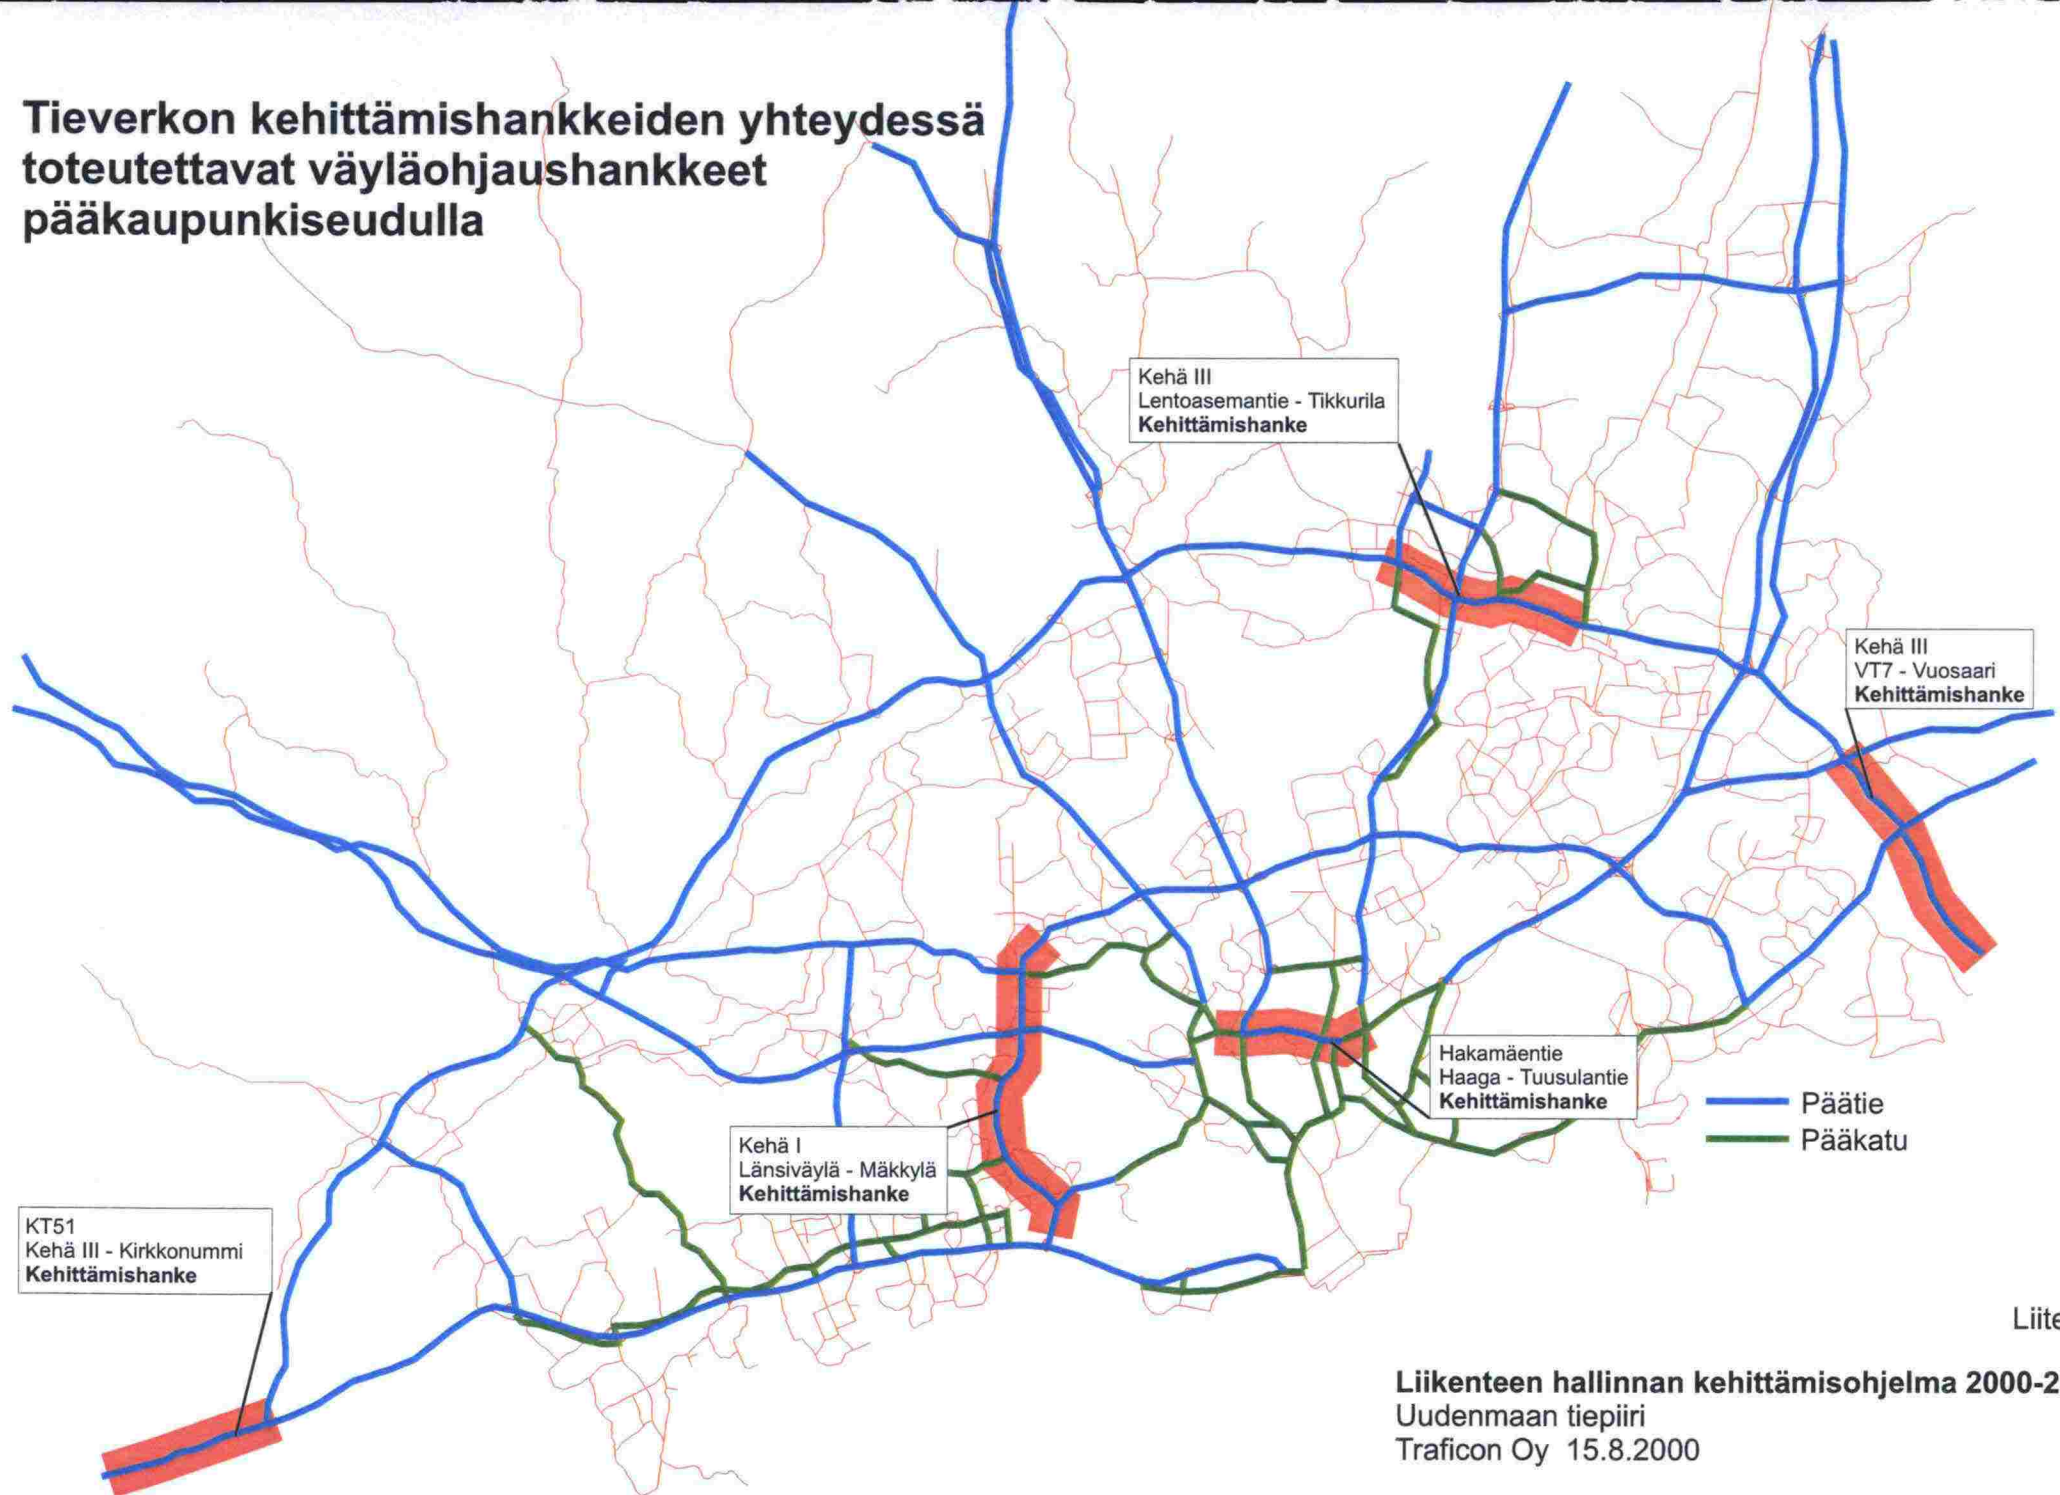 Tieverkon kehittämishankkeiden yhteydessä
toteutettavat väyläohjaushankkeet
pääkaupunkiseudulla
Kehä III
Lentoasemantie - Tikkurila
Kehittämishanke
Kehä III
VT7 - Vuosaari
Kehittämishanke
Hakamäentie
Haaga - Tuusulantie
Kehittämishanke
Päätie
Pääkatu
Kehä I
Länsiväylä - Mäkkylä
Kehittämishanke
KT51
Kehä III - Kirkkonummi
Kehittämishanke
Liite
Liikenteen hallinnan kehittämisohjelma 2000-2
Uudenmaan tiepiiri
Traficon Oy 15.8.2000